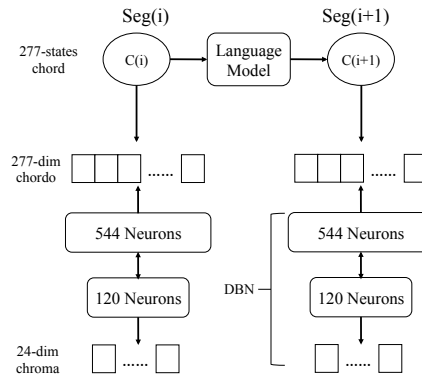 Seg(i)
Seg(i+1)
277-states
chord
C(i)
Language
Model
C(i+1)
277-dim
chordo
......
......
544 Neurons
544 Neurons
DBN
120 Neurons
120 Neurons
24-dim
chroma
......
......